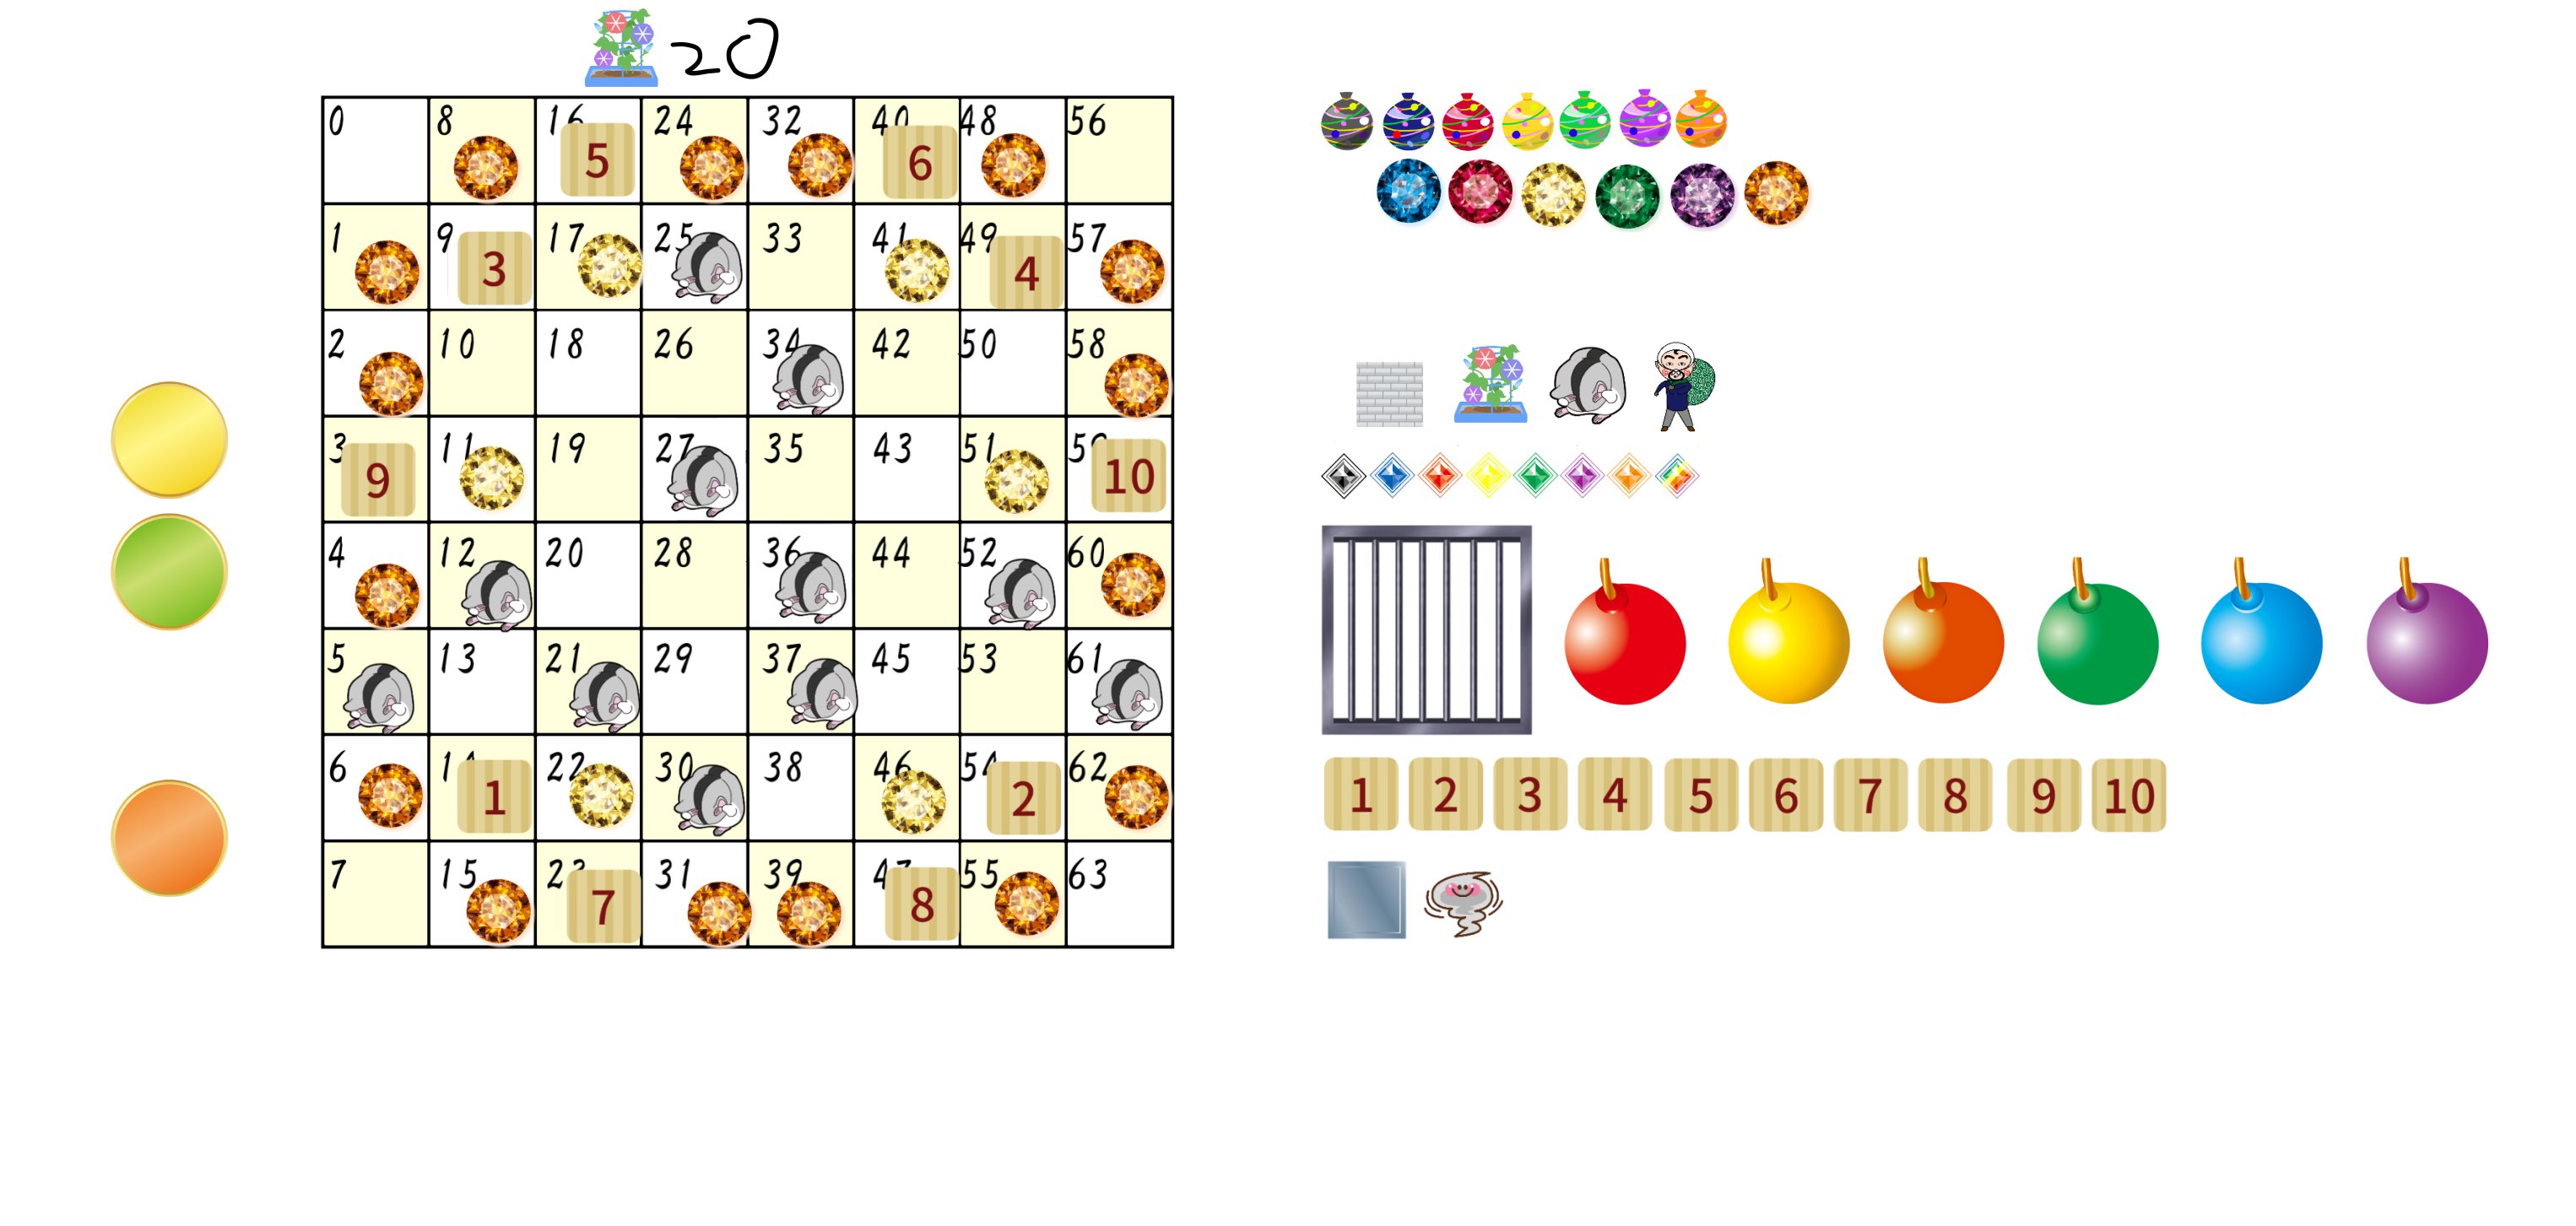 20
0 8 16 24 32 40 48 56
5 6
1 9 17 25 33 41 49 57
3 4
2 10 18 26 34 42 50 58
3 11 19 27 35 43 51 59
9 10
4 12 20 28 36 44 52 60
5 13 21 29 37 45 53 61
6 14 22 30 38 46 54 62
1 2
7 15 23 31 39 47 55 63
7 8
1 2 3 4 5 6 7 8 9 10